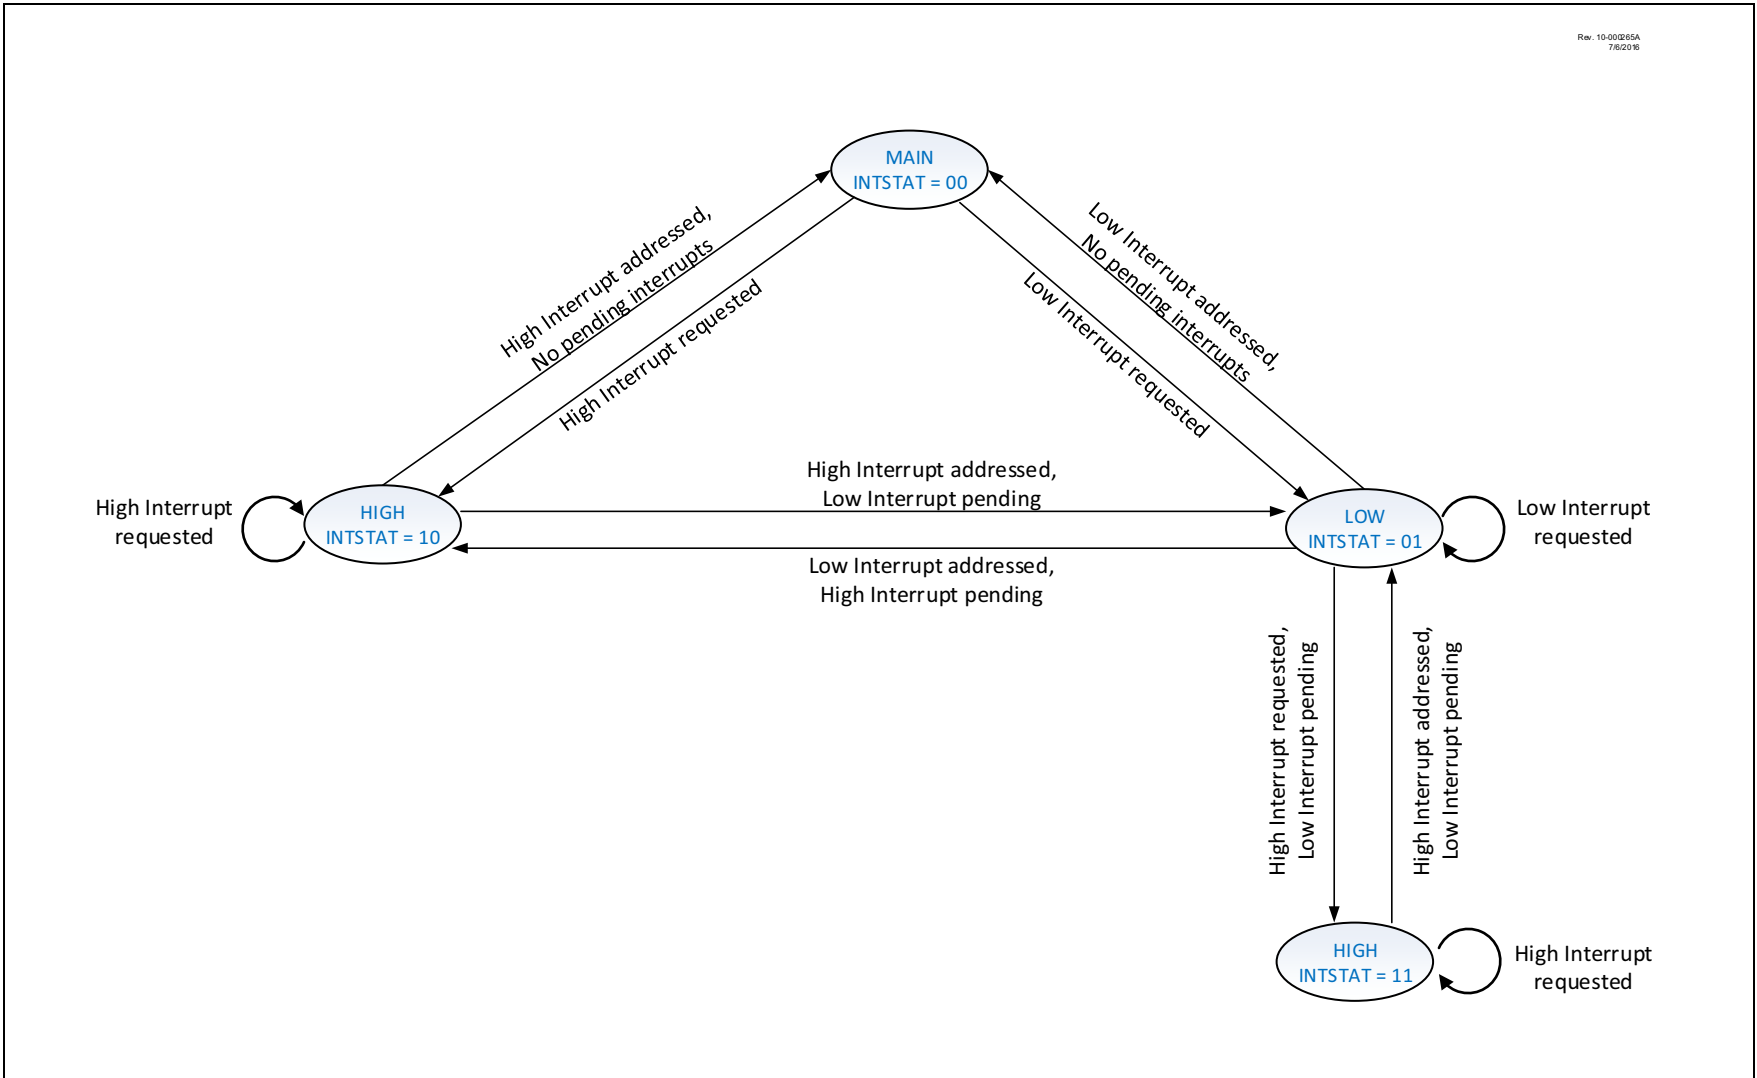 Rev. 10-000265A
7/6/2016
MAIN
INTSTAT = 00
High Interrupt addressed,
No pending interrupts
High Interrupt requested
Low Interrupt addressed,
No pending interrupts
Low Interrupt requested
High Interrupt
requested
HIGH
INTSTAT = 10
High Interrupt addressed,
Low Interrupt pending
Low Interrupt addressed,
High Interrupt pending
LOW
INTSTAT = 01
Low Interrupt
requested
High Interrupt requested,
Low Interrupt pending
High Interrupt addressed,
Low Interrupt pending
HIGH
INTSTAT = 11
High Interrupt
requested